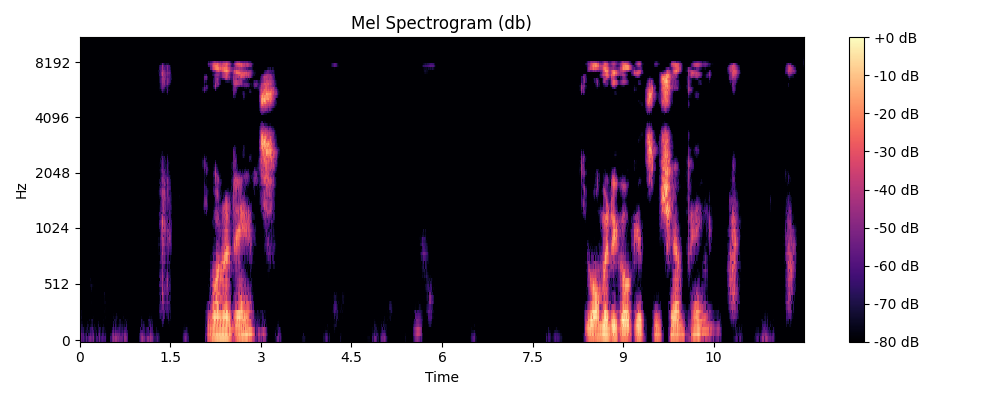 Mel Spectrogram (db)
8192
4096
2048
1024
512
0
Hz
0 1.5 3 4.5 6 7.5 9 10
Time
+0 dB
-10 dB
-20 dB
-30 dB
-40 dB
-50 dB
-60 dB
-70 dB
-80 dB